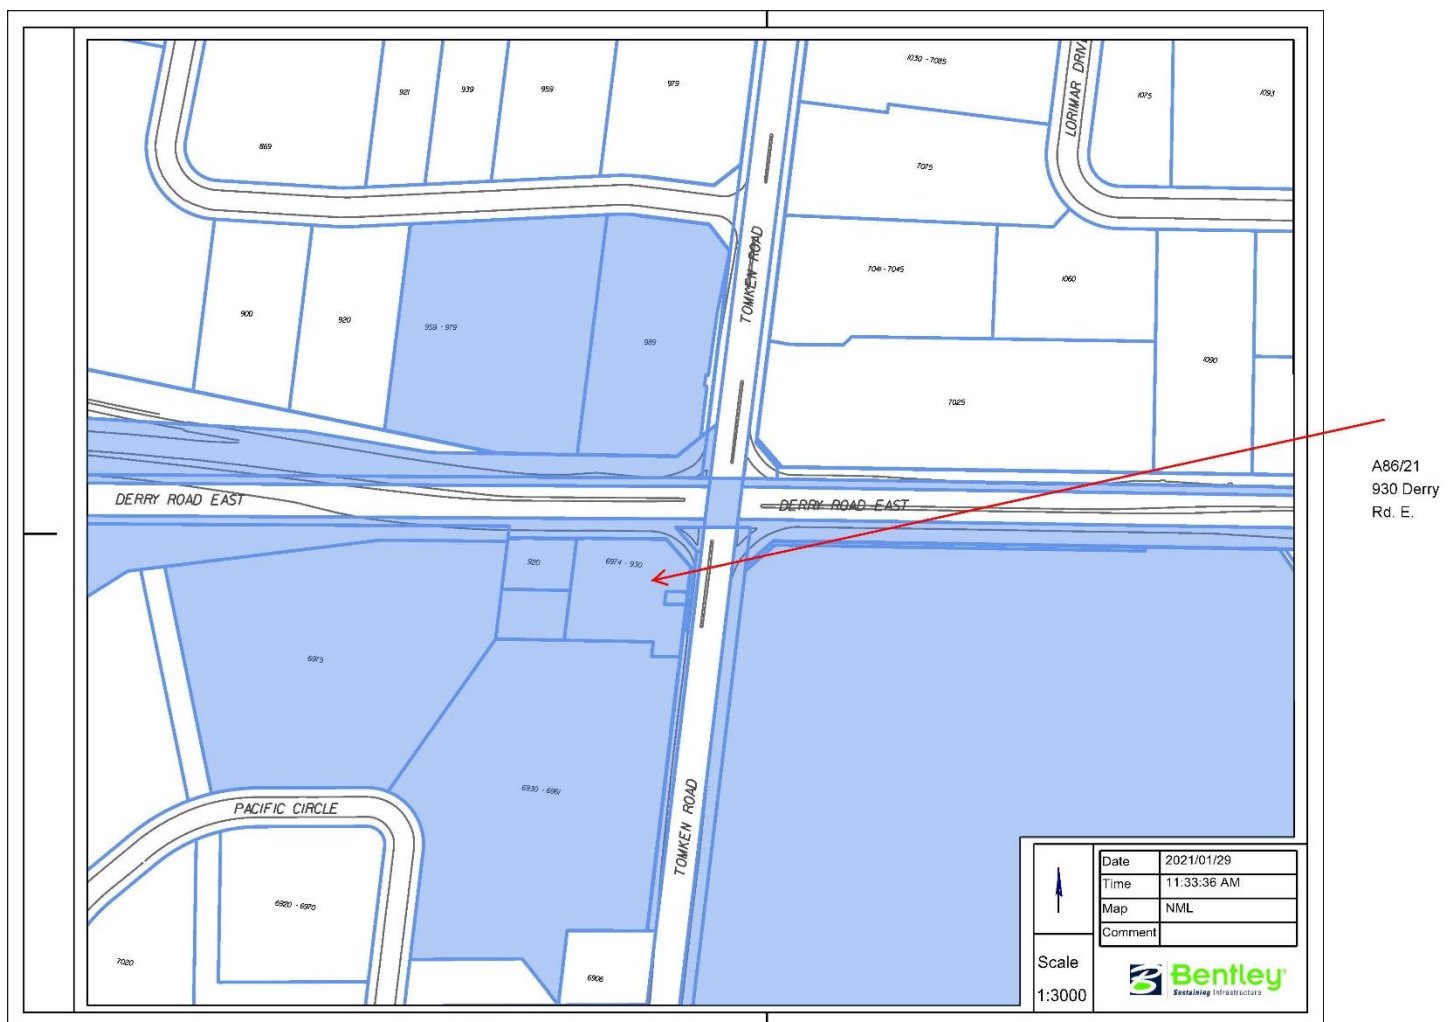 1030 - 7085
LORIMAR DRIVE
921
939
959
979
1075
1093
869
7075
TOMKEN ROAD
7041 - 7045
1060
900
920
959 - 979
989
1090
7025
A86/21
930 Derry
Rd. E.
DERRY ROAD EAST
DERRY ROAD EAST
920
6974 - 930
6975
6930 - 6961
PACIFIC CIRCLE
TOMKEN ROAD
6920 - 6970
7020
6906
Date 2021/01/29
Time 11:33:36 AM
Map NML
Comment
Scale
1:3000
Bentley
Sustaining Infrastructure